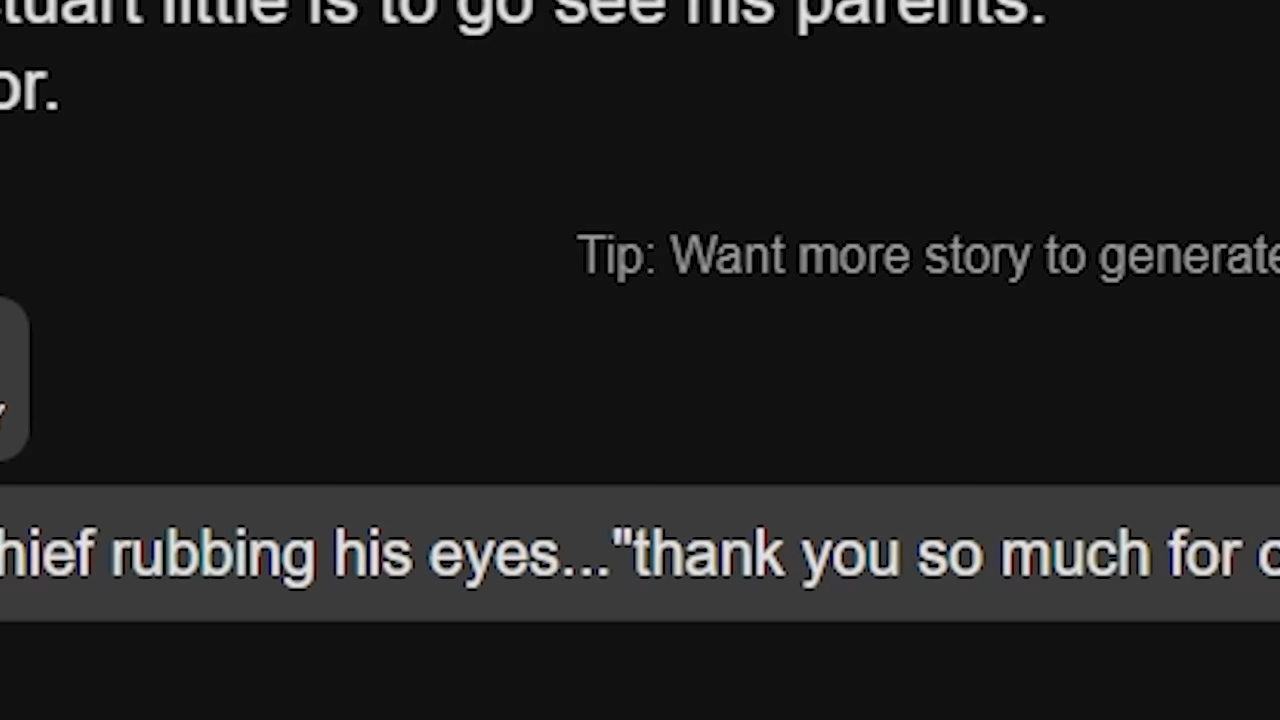 tuart little is to go see his parents.
or.
Tip: Want more story to generate
hief rubbing his eyes..."thank you so much for